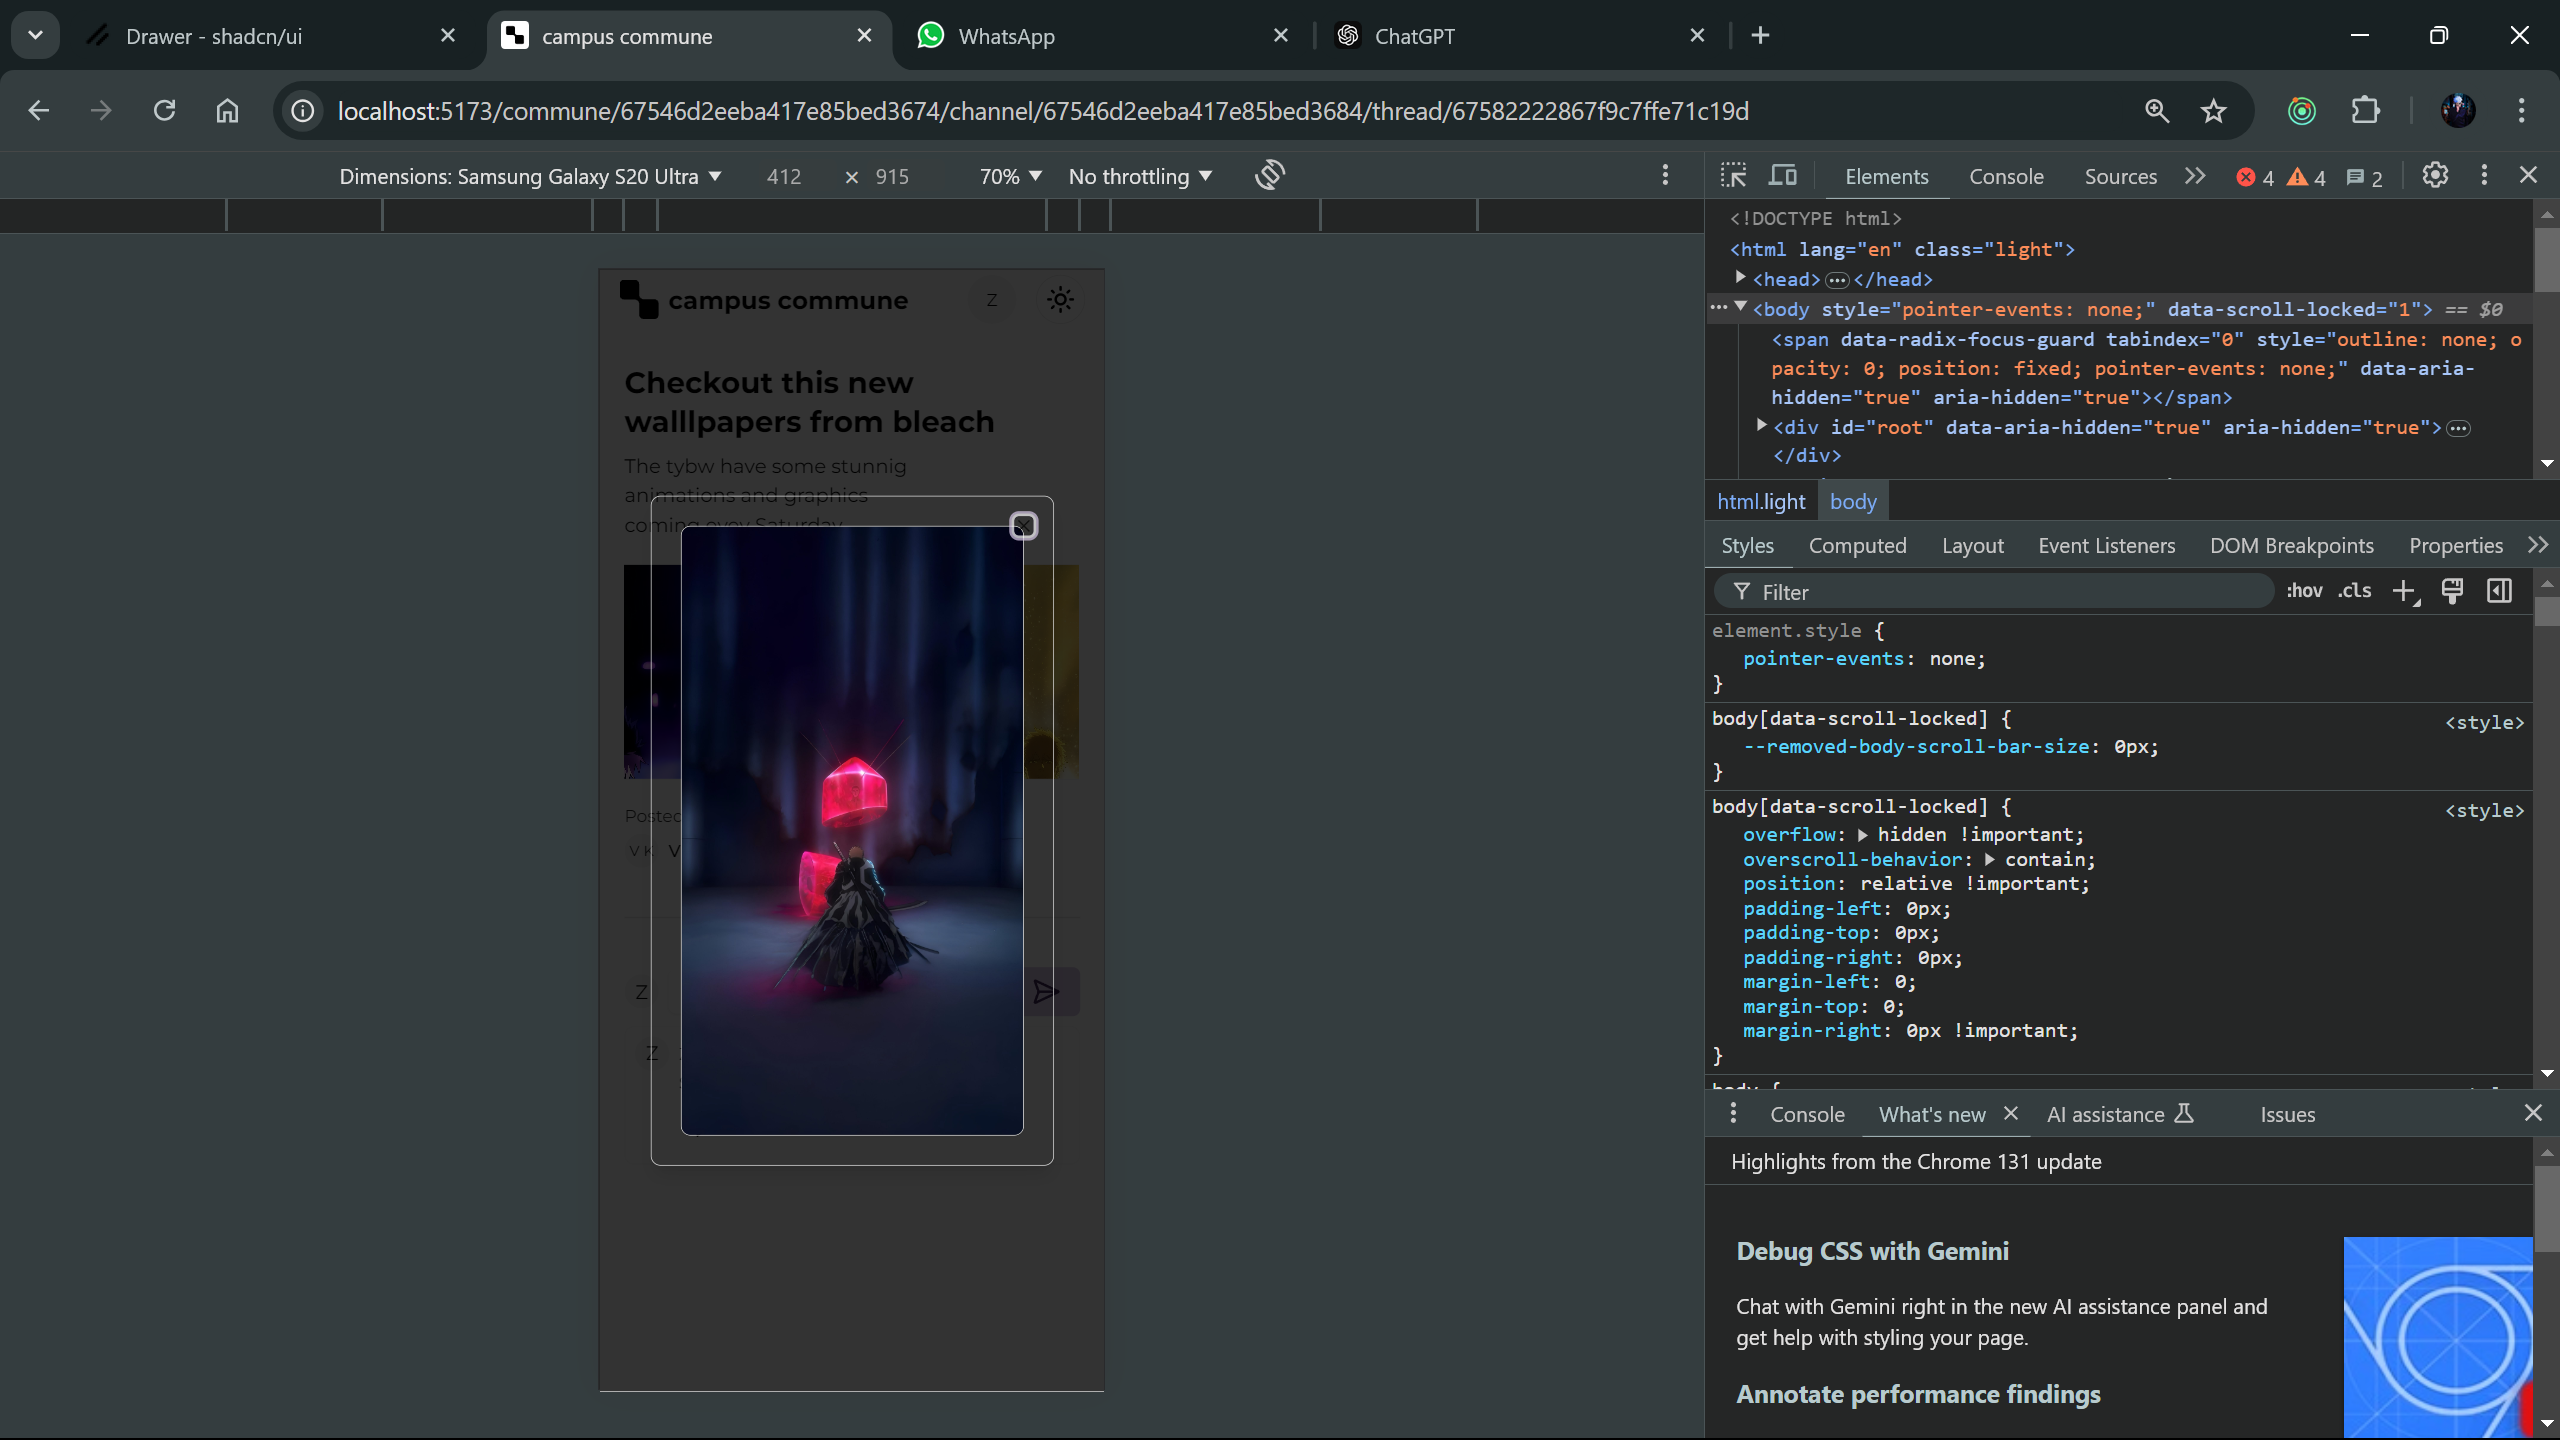 Drawer - shadcn/ui
campus commune
WhatsApp
ChatGPT
localhost:5173/commune/67546d2eeba417e85bed3674/channel/67546d2eeba417e85bed3684/thread/67582222867f9c7ffe71c19d
Dimensions: Samsung Galaxy S20 Ultra
412 × 915
70%
No throttling
campus commune
Z
Checkout this new
walllpapers from bleach
The tybw have some stunnig
animations and graphics
coming evey Saturday
Posted
V K V
Z
Z
Elements
Console
Sources
4
4
2
<!DOCTYPE html>
<html lang="en" class="light">
<head>…</head>
<body style="pointer-events: none;" data-scroll-locked="1"> == $0
<span data-radix-focus-guard tabindex="0" style="outline: none; o
pacity: 0; position: fixed; pointer-events: none;" data-aria-
hidden="true" aria-hidden="true"></span>
<div id="root" data-aria-hidden="true" aria-hidden="true">…
</div>
html.light
body
Styles
Computed
Layout
Event Listeners
DOM Breakpoints
Properties
Filter
:hov
.cls
element.style {
pointer-events: none;
}
body[data-scroll-locked] {
<style>
--removed-body-scroll-bar-size: 0px;
}
body[data-scroll-locked] {
<style>
overflow: hidden !important;
overscroll-behavior: contain;
position: relative !important;
padding-left: 0px;
padding-top: 0px;
padding-right: 0px;
margin-left: 0;
margin-top: 0;
margin-right: 0px !important;
}
body {
Console
What's new
AI assistance
Issues
Highlights from the Chrome 131 update
Debug CSS with Gemini
Chat with Gemini right in the new AI assistance panel and
get help with styling your page.
Annotate performance findings